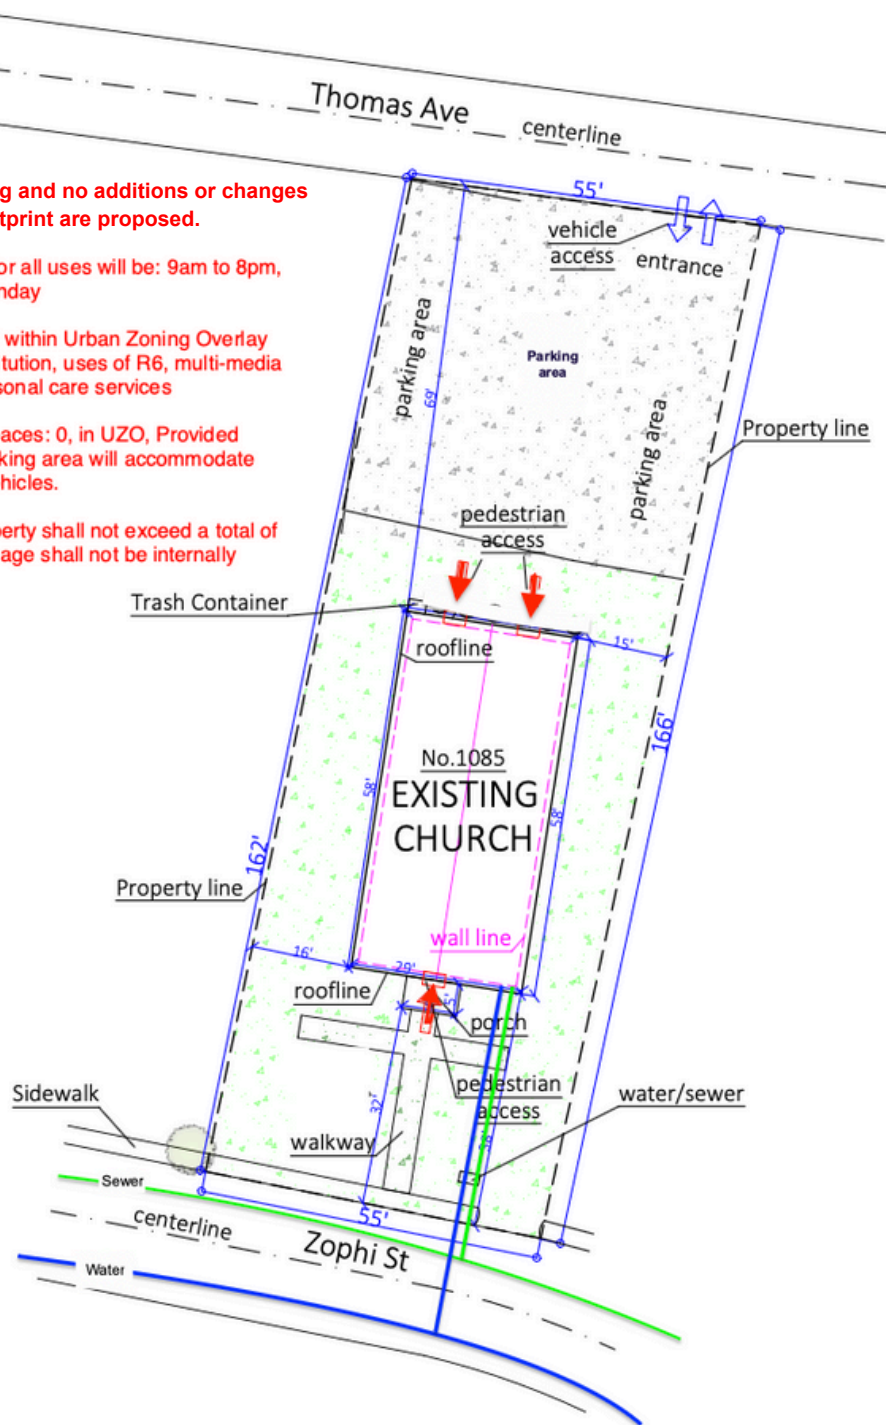 Thomas Ave
centerline
g and no additions or changes
tprint are proposed.
or all uses will be: 9am to 8pm,
nday
within Urban Zoning Overlay
itution, uses of R6, multi-media
sonal care services
aces: 0, in UZO, Provided
king area will accommodate
hicles.
perty shall not exceed a total of
age shall not be internally
55'
vehicle
access
entrance
parking area
69'
Parking
area
parking area
Property line
pedestrian
access
Trash Container
roofline
15'
166'
No.1085
EXISTING
CHURCH
58'
58'
162'
Property line
wall line
16'
29'
roofline
5'
porch
pedestrian
access
Sidewalk
32'
water/sewer
walkway
38'
Sewer
55'
centerline
Zophi St
Water